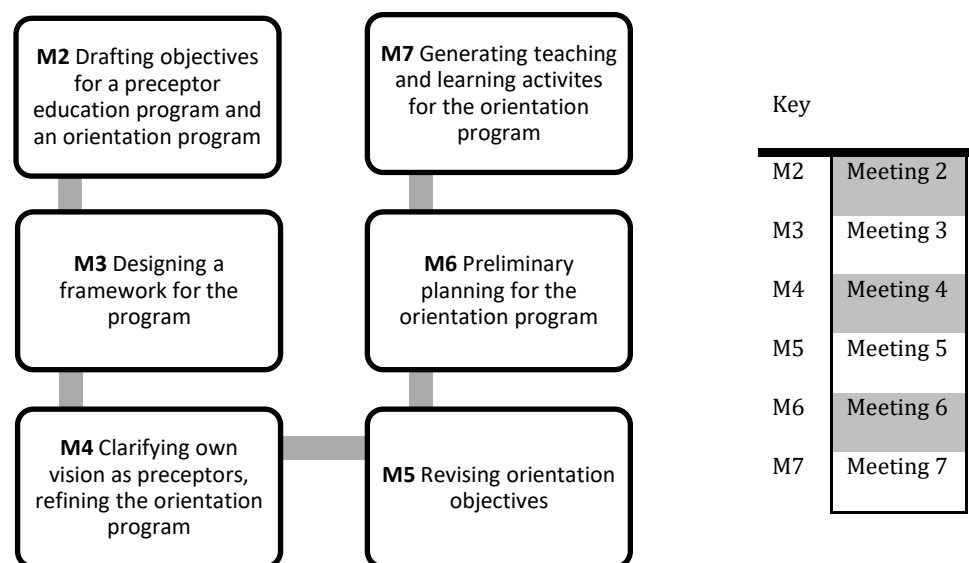 M2 Drafting objectives
for a preceptor
education program and
an orientation program
M3 Designing a
framework for the
program
M4 Clarifying own
vision as preceptors,
refining the orientation
program
M5 Revising orientation
objectives
M6 Preliminary
planning for the
orientation program
M7 Generating teaching
and learning activites
for the orientation
program
Key
M2 Meeting 2
M3 Meeting 3
M4 Meeting 4
M5 Meeting 5
M6 Meeting 6
M7 Meeting 7